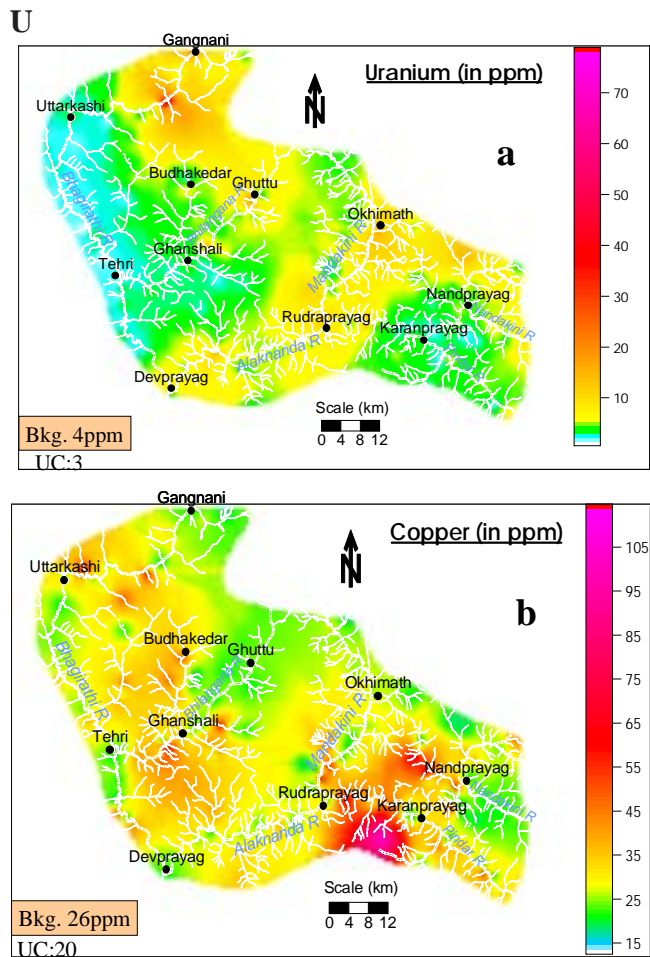 U
Gangnani
Uranium (in ppm)
N
a
Uttarkashi
Budhakedar
Ghuttu
Bhagirathi R
Okhimath
Ghanshali
Mandakini R
Tehri
Nandprayag
Rudraprayag
Karanprayag
Alaknanda R
Devprayag
Scale (km)
0 4 8 12
Bkg. 4ppm
UC:3
70
60
50
40
30
20
10
Gangnani
Copper (in ppm)
N
b
Uttarkashi
Budhakedar
Ghuttu
Bhagirathi R
Okhimath
Ghanshali
Mandakini R
Tehri
Nandprayag
Rudraprayag
Karanprayag
Alaknanda R
Pindar R
Devprayag
Scale (km)
0 4 8 12
Bkg. 26ppm
UC:20
105
95
85
75
65
55
45
35
25
15